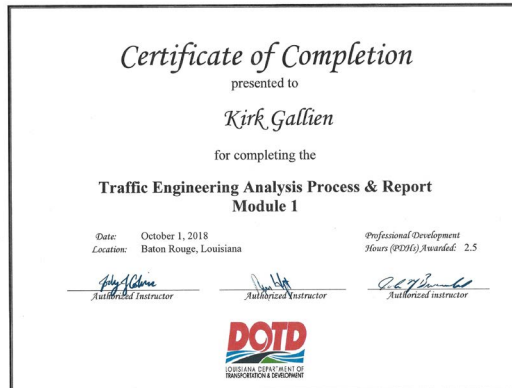 Certificate of Completion
presented to
Kirk Gallien
for completing the
Traffic Engineering Analysis Process & Report
Module 1
Date: October 1, 2018
Location: Baton Rouge, Louisiana
Professional Development
Hours (PDHs) Awarded: 2.5
Authorized Instructor
Authorized Instructor
Authorized instructor
DOTD
LOUISIANA DEPARTMENT OF
TRANSPORTATION & DEVELOPMENT